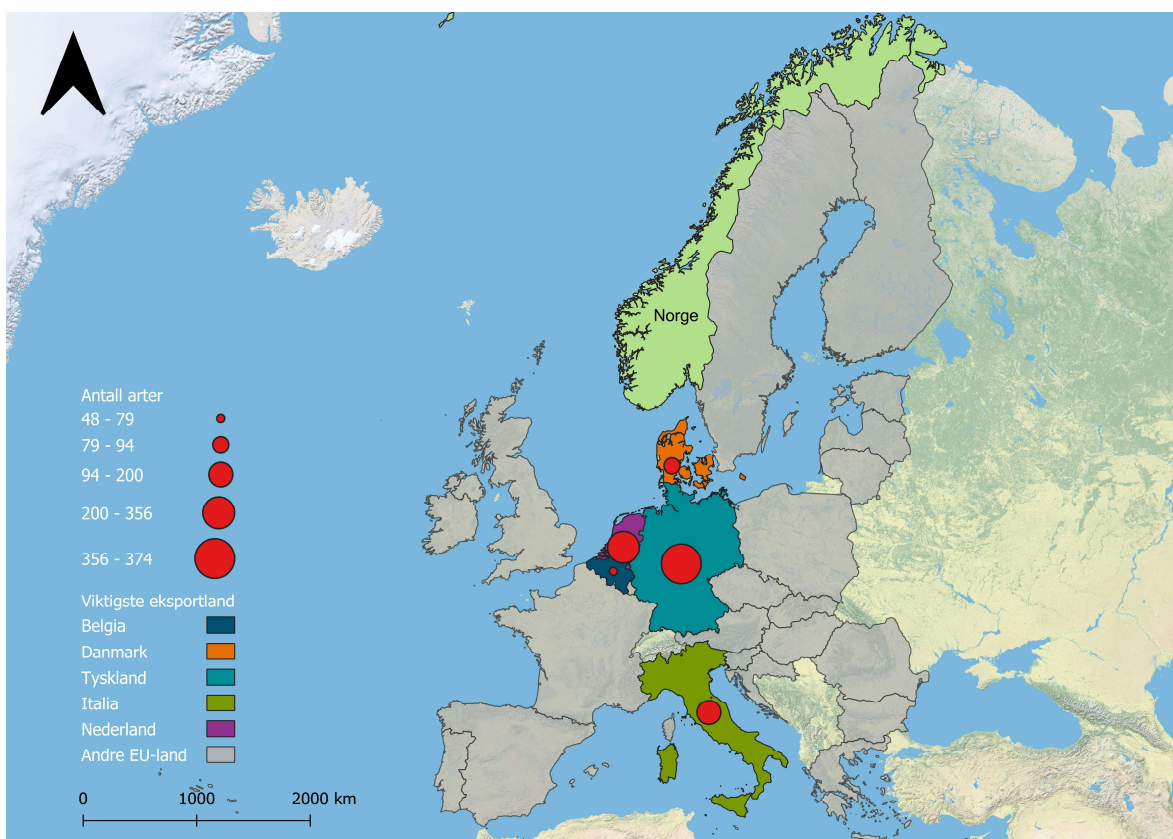 Norge
Antall arter
48 - 79
79 - 94
94 - 200
200 - 356
356 - 374
Viktigste eksportland
Belgia
Danmark
Tyskland
Italia
Nederland
Andre EU-land
0 1000 2000 km